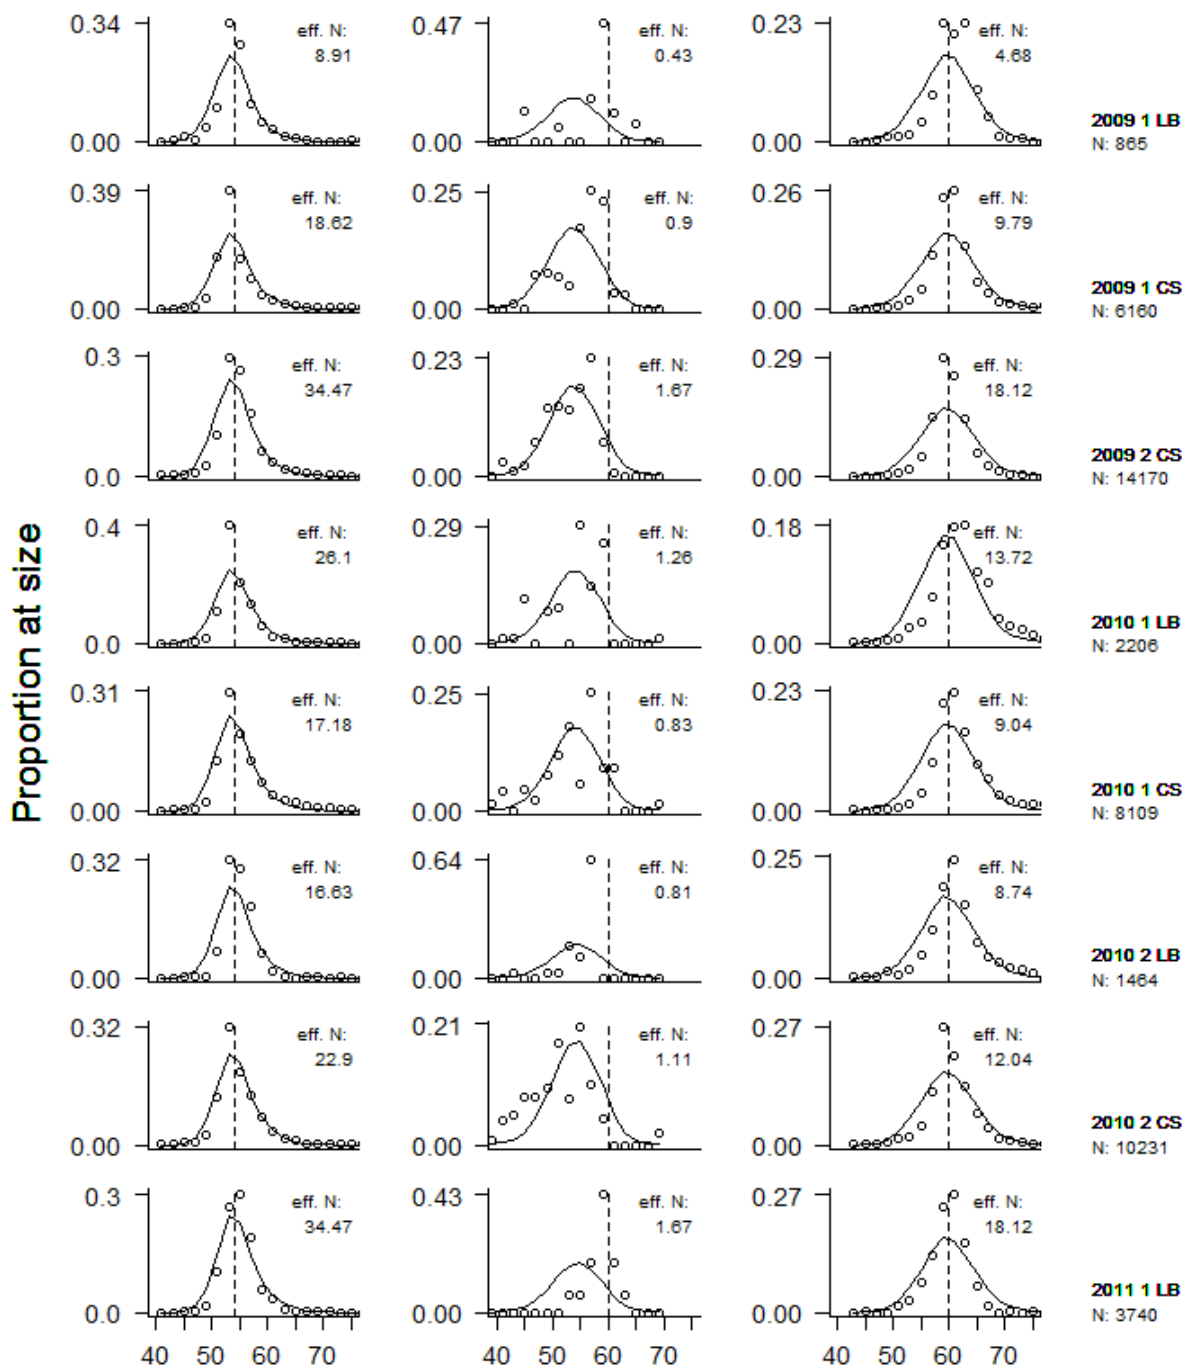 Proportion at size
0.34
0.00
eff. N:
8.91
0.47
0.00
eff. N:
0.43
0.23
0.00
eff. N:
4.68
2009 1 LB
N: 865
0.39
0.00
eff. N:
18.62
0.25
0.00
eff. N:
0.9
0.26
0.00
eff. N:
9.79
2009 1 CS
N: 6160
0.3
0.0
eff. N:
34.47
0.23
0.00
eff. N:
1.67
0.29
0.00
eff. N:
18.12
2009 2 CS
N: 14170
0.4
0.0
eff. N:
26.1
0.29
0.00
eff. N:
1.26
0.18
0.00
eff. N:
13.72
2010 1 LB
N: 2206
0.31
0.00
eff. N:
17.18
0.25
0.00
eff. N:
0.83
0.23
0.00
eff. N:
9.04
2010 1 CS
N: 8109
0.32
0.00
eff. N:
16.63
0.64
0.00
eff. N:
0.81
0.25
0.00
eff. N:
8.74
2010 2 LB
N: 1464
0.32
0.00
eff. N:
22.9
0.21
0.00
eff. N:
1.11
0.27
0.00
eff. N:
12.04
2010 2 CS
N: 10231
0.3
0.0
eff. N:
34.47
0.43
0.00
eff. N:
1.67
0.27
0.00
eff. N:
18.12
2011 1 LB
N: 3740
40 50 60 70 40 50 60 70 40 50 60 70